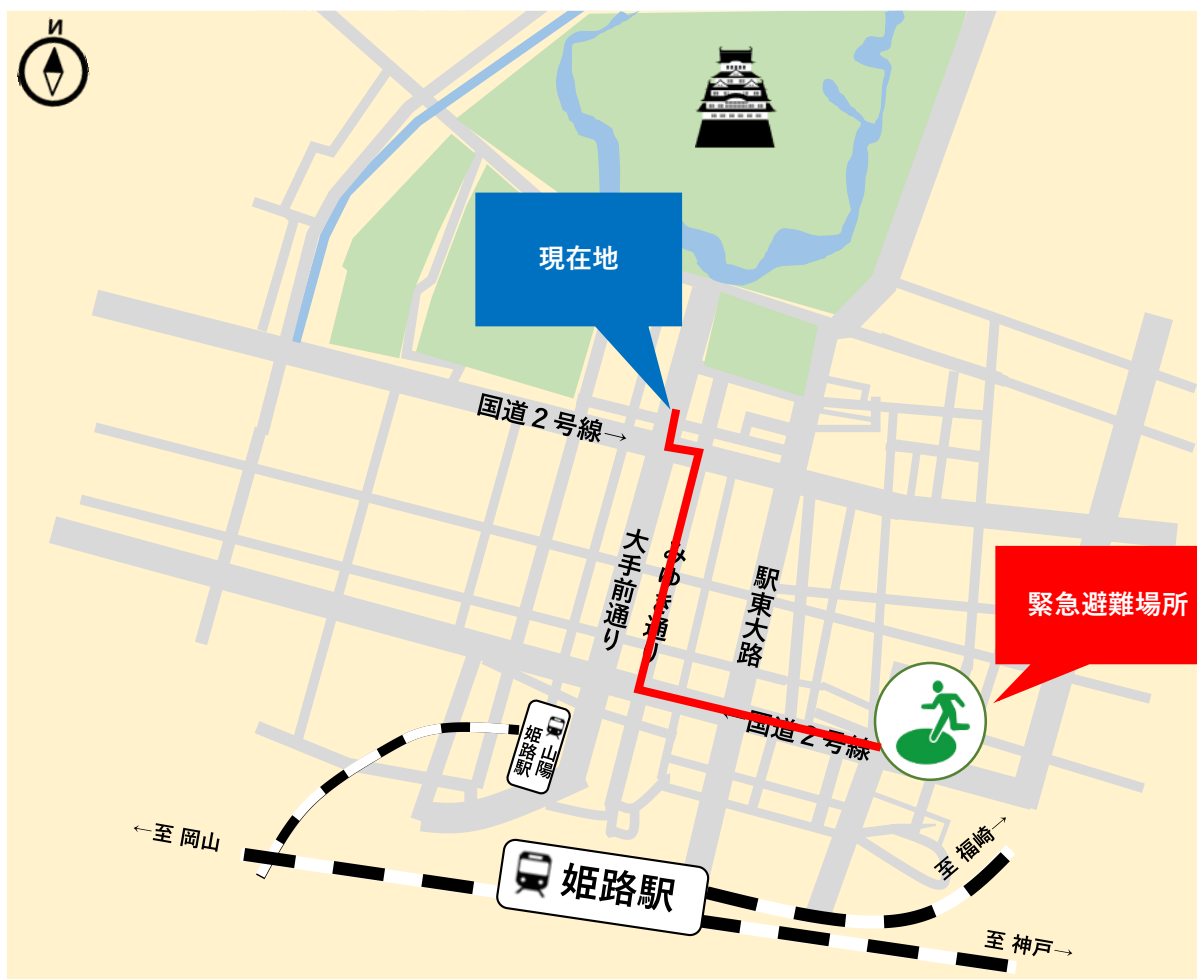 N
現在地
国道２号線→
大手前通り
みゆき通り
駅東大路
緊急避難場所
←国道２号線
山陽
姫路駅
←至 岡山
姫路駅
至 福崎→
至 神戸→